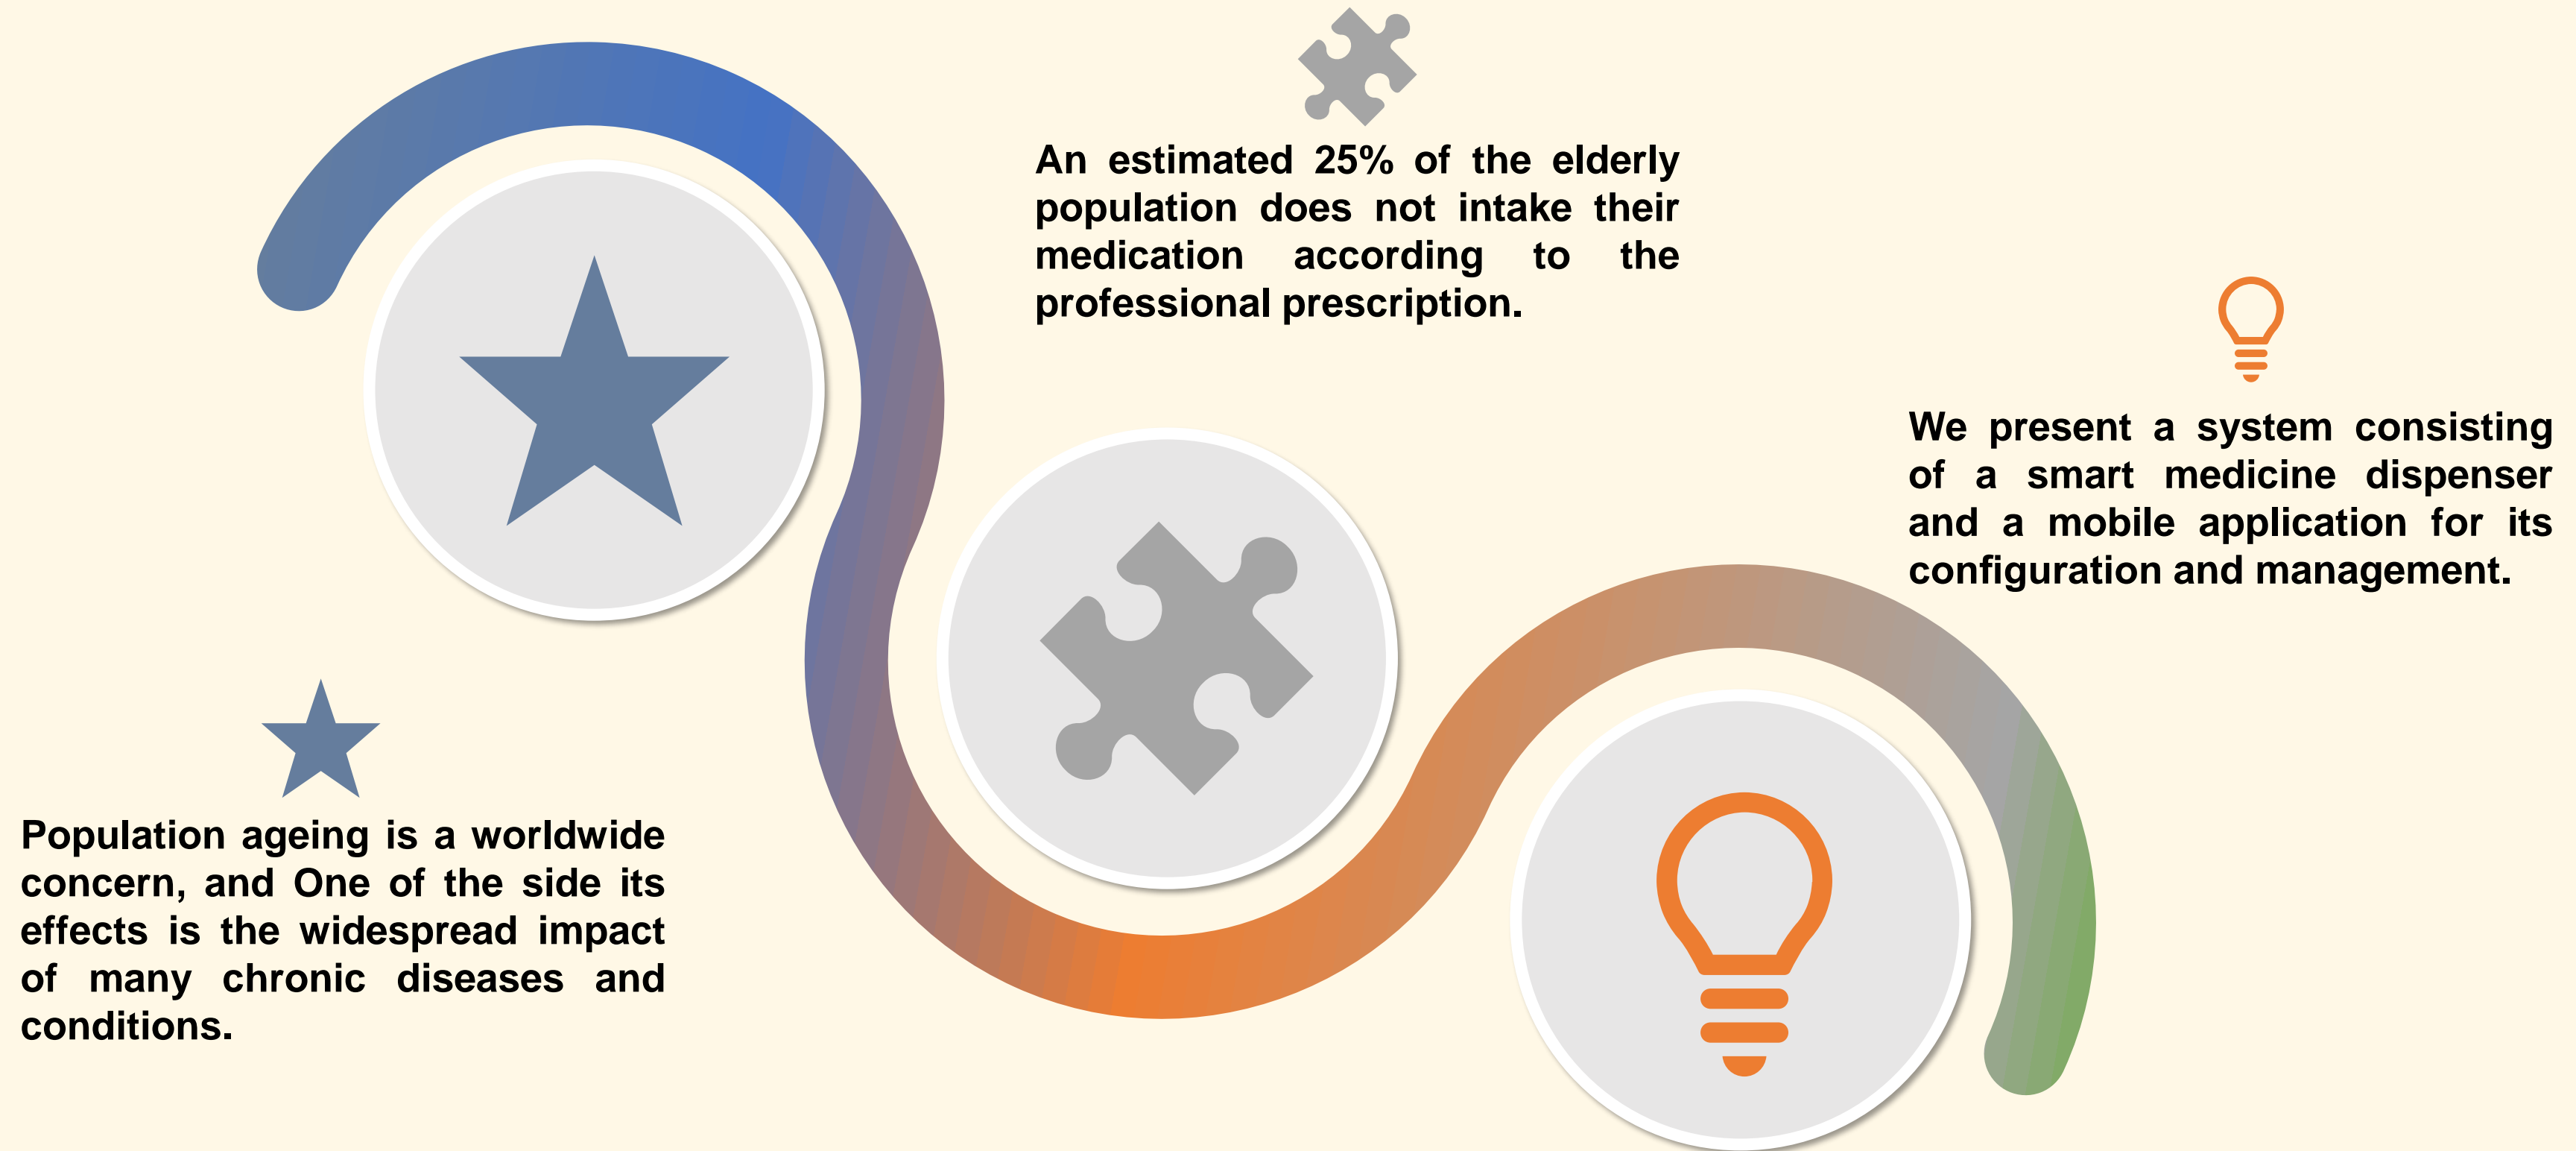 Population ageing is a worldwide
concern, and One of the side its
effects is the widespread impact
of many chronic diseases and
conditions.
An estimated 25% of the elderly
population does not intake their
medication according to the
professional prescription.
We present a system consisting
of a smart medicine dispenser
and a mobile application for its
configuration and management.